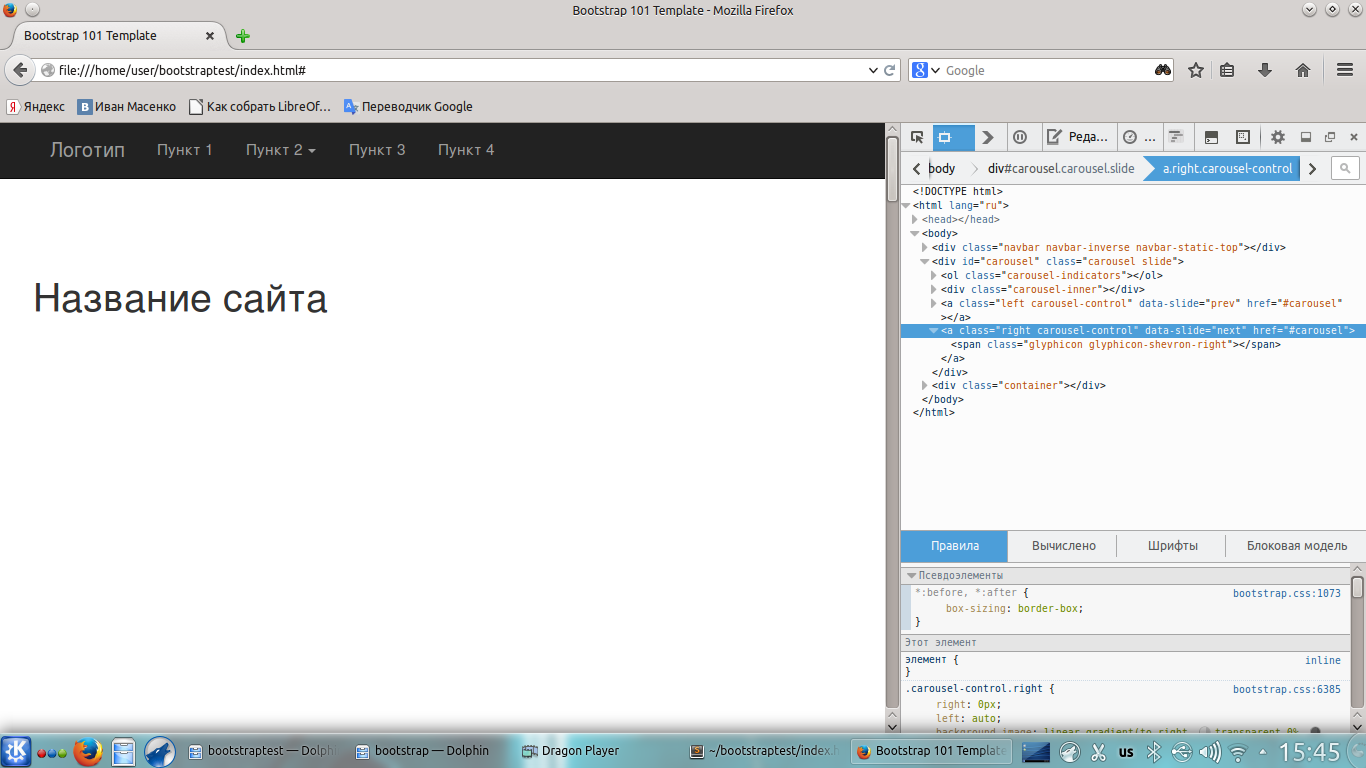 Bootstrap 101 Template - Mozilla Firefox
Bootstrap 101 Template
file:///home/user/bootstraptest/index.html#
Google
Яндекс
Иван Масенко
Как собрать LibreOf...
Переводчик Google
Логотип Пункт 1 Пункт 2 Пункт 3 Пункт 4
Название сайта
Реда... ...
body div#carousel.carousel.slide a.right.carousel-control
<!DOCTYPE html>
<html lang="ru">
<head></head>
<body>
<div class="navbar navbar-inverse navbar-static-top"></div>
<div id="carousel" class="carousel slide">
<ol class="carousel-indicators"></ol>
<div class="carousel-inner"></div>
<a class="left carousel-control" data-slide="prev" href="#carousel"
></a>
<a class="right carousel-control" data-slide="next" href="#carousel">
<span class="glyphicon glyphicon-shevron-right"></span>
</a>
</div>
<div class="container"></div>
</body>
</html>
Правила Вычислено Шрифты Блоковая модель
Псевдоэлементы
*:before, *:after { bootstrap.css:1073
box-sizing: border-box;
}
Этот элемент
элемент { inline
}
.carousel-control.right { bootstrap.css:6385
right: 0px;
left: auto;
background-image: linear-gradient(to right, transparent 0%,
bootstraptest — Dolph
bootstrap — Dolphin
Dragon Player
~/bootstraptest/index.h
Bootstrap 101 Template
us
15:45